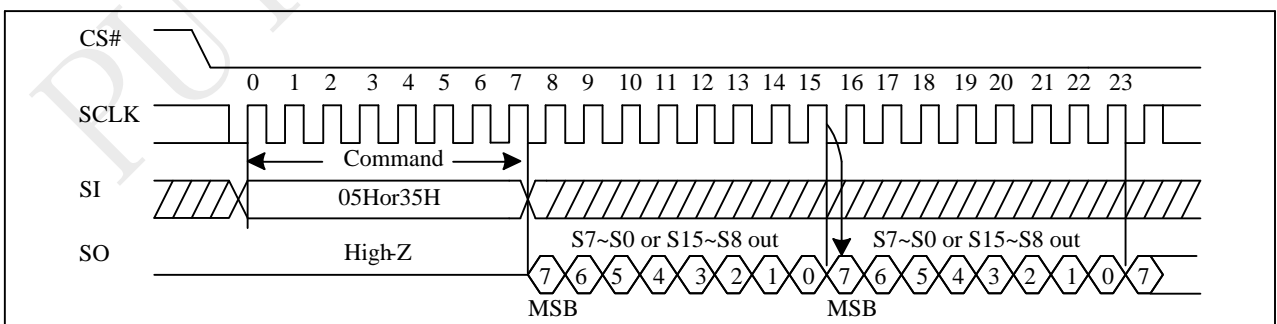 PUY
CS#
0 1 2 3 4 5 6 7 8 9 10 11 12 13 14 15 16 17 18 19 20 21 22 23
SCLK
Command
SI
05Hor35H
S7~S0 or S15~S8 out S7~S0 or S15~S8 out
SO
High-Z
7 6 5 4 3 2 1 0 7 6 5 4 3 2 1 0 7
MSB MSB